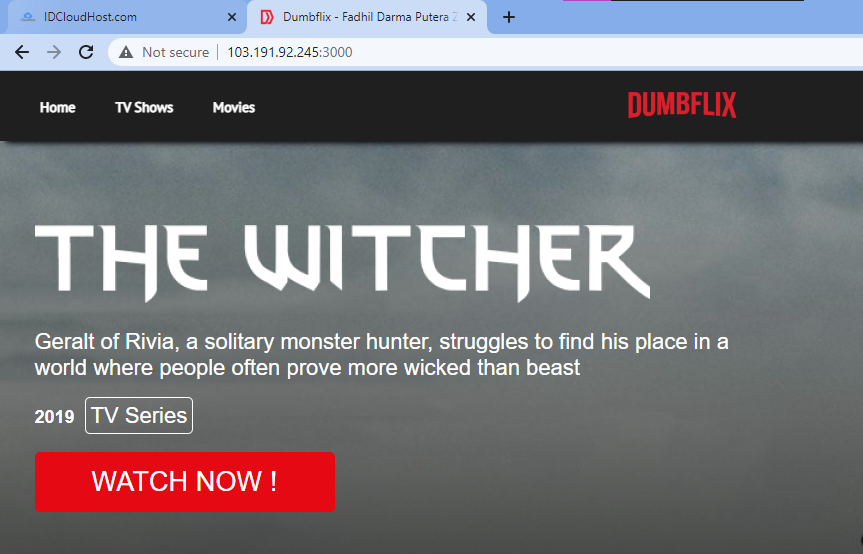 IDCloudHost.com
Dumbflix - Fadhil Darma Putera
Not secure
103.191.92.245:3000
Home
TV Shows
Movies
DUMBFLIX
THE WITCHER
Geralt of Rivia, a solitary monster hunter, struggles to find his place in a
world where people often prove more wicked than beast
2019
TV Series
WATCH NOW !